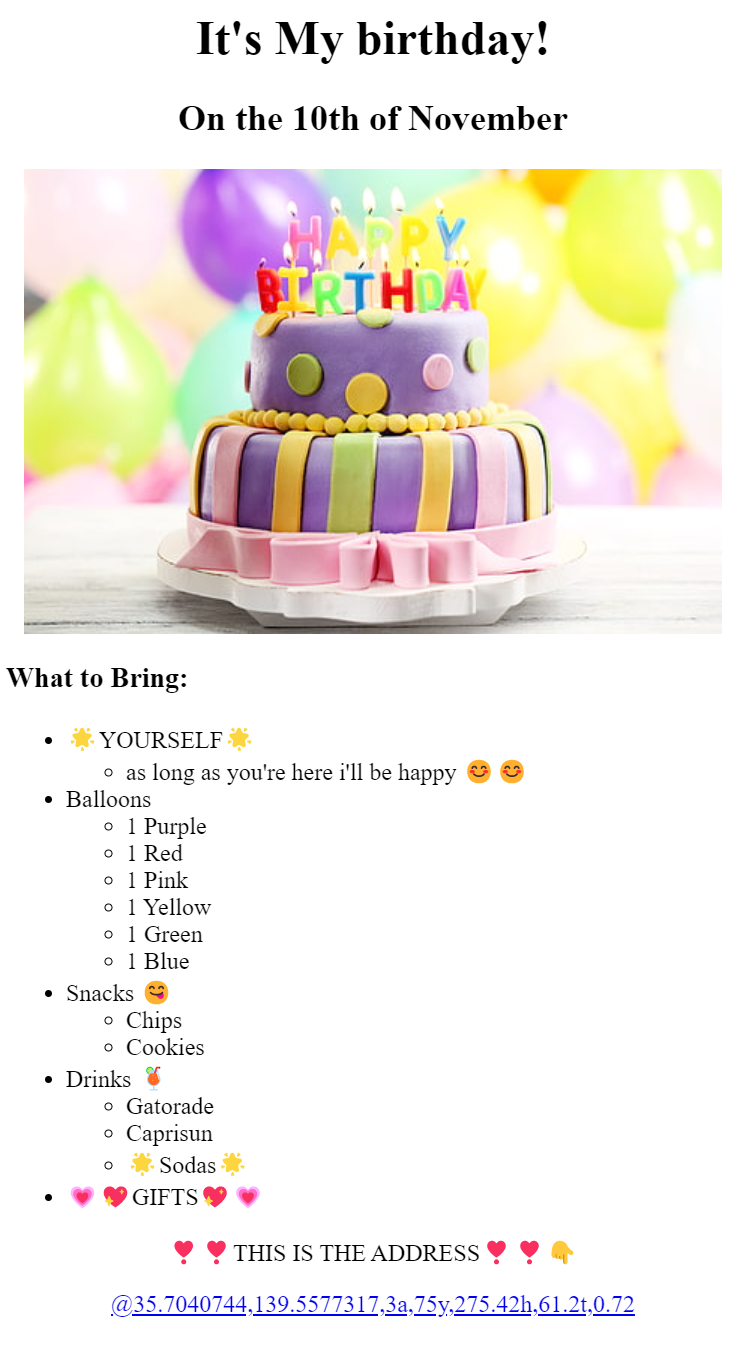 It's My birthday!
On the 10th of November
HAPPY
BIRTHDAY
What to Bring:
🌟 YOURSELF 🌟
as long as you're here i'll be happy 😊 😊
Balloons
1 Purple
1 Red
1 Pink
1 Yellow
1 Green
1 Blue
Snacks 😋
Chips
Cookies
Drinks 🍹
Gatorade
Caprisun
🌟 Sodas 🌟
💗 💖 GIFTS 💖 💗
❣️ ❣️ THIS IS THE ADDRESS ❣️ ❣️ 👇
@35.7040744,139.5577317,3a,75y,275.42h,61.2t,0.72